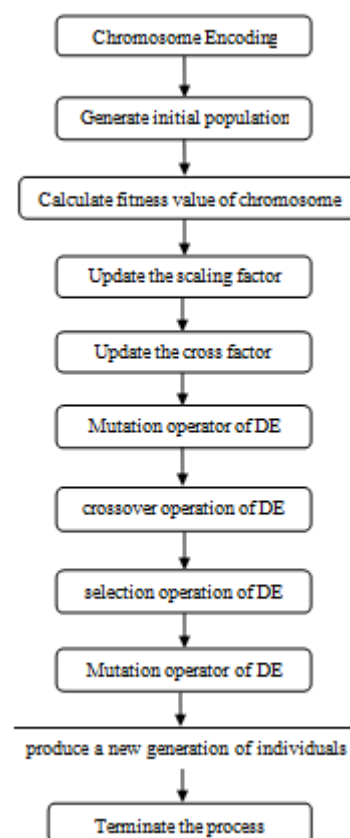 Chromosome Encoding
Generate initial population
Calculate fitness value of chromosome
Update the scaling factor
Update the cross factor
Mutation operator of DE
crossover operation of DE
selection operation of DE
Mutation operator of DE
produce a new generation of individuals
Terminate the process